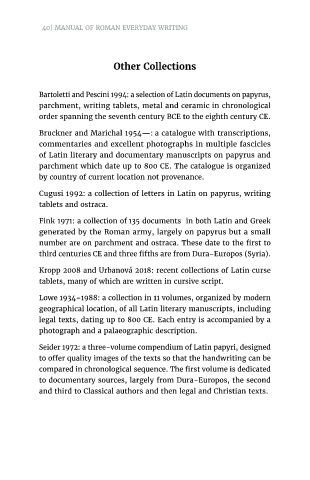 40| MANUAL OF ROMAN EVERYDAY WRITING
Other Collections
Bartoletti and Pescini 1994: a selection of Latin documents on papyrus,
parchment, writing tablets, metal and ceramic in chronological
order spanning the seventh century BCE to the eighth century CE.
Bruckner and Marichal 1954—: a catalogue with transcriptions,
commentaries and excellent photographs in multiple fascicles
of Latin literary and documentary manuscripts on papyrus and
parchment which date up to 800 CE. The catalogue is organized
by country of current location not provenance.
Cugusi 1992: a collection of letters in Latin on papyrus, writing
tablets and ostraca.
Fink 1971: a collection of 135 documents in both Latin and Greek
generated by the Roman army, largely on papyrus but a small
number are on parchment and ostraca. These date to the first to
third centuries CE and three fifths are from Dura-Europos (Syria).
Kropp 2008 and Urbanová 2018: recent collections of Latin curse
tablets, many of which are written in cursive script.
Lowe 1934–1988: a collection in 11 volumes, organized by modern
geographical location, of all Latin literary manuscripts, including
legal texts, dating up to 800 CE. Each entry is accompanied by a
photograph and a palaeographic description.
Seider 1972: a three-volume compendium of Latin papyri, designed
to offer quality images of the texts so that the handwriting can be
compared in chronological sequence. The first volume is dedicated
to documentary sources, largely from Dura-Europos, the second
and third to Classical authors and then legal and Christian texts.